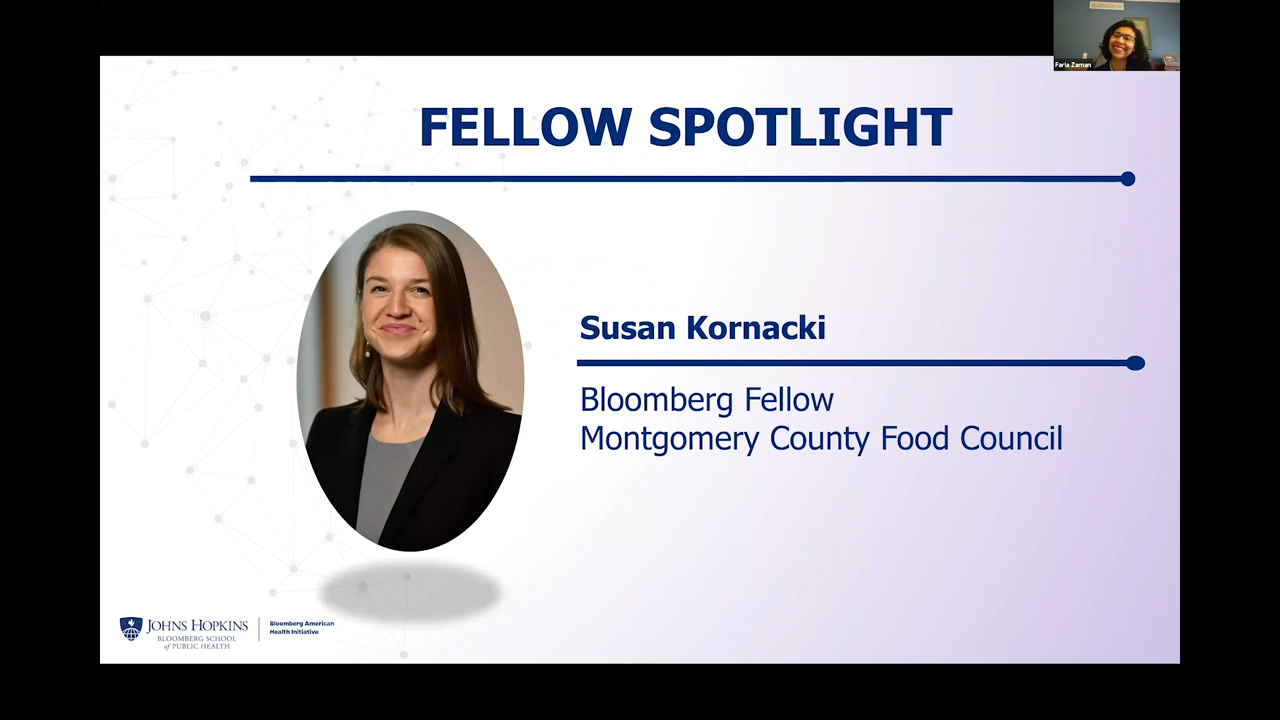 Faria Zaman
FELLOW SPOTLIGHT
Susan Kornacki
Bloomberg Fellow
Montgomery County Food Council
JOHNS HOPKINS
BLOOMBERG SCHOOL
of PUBLIC HEALTH
Bloomberg American
Health Initiative